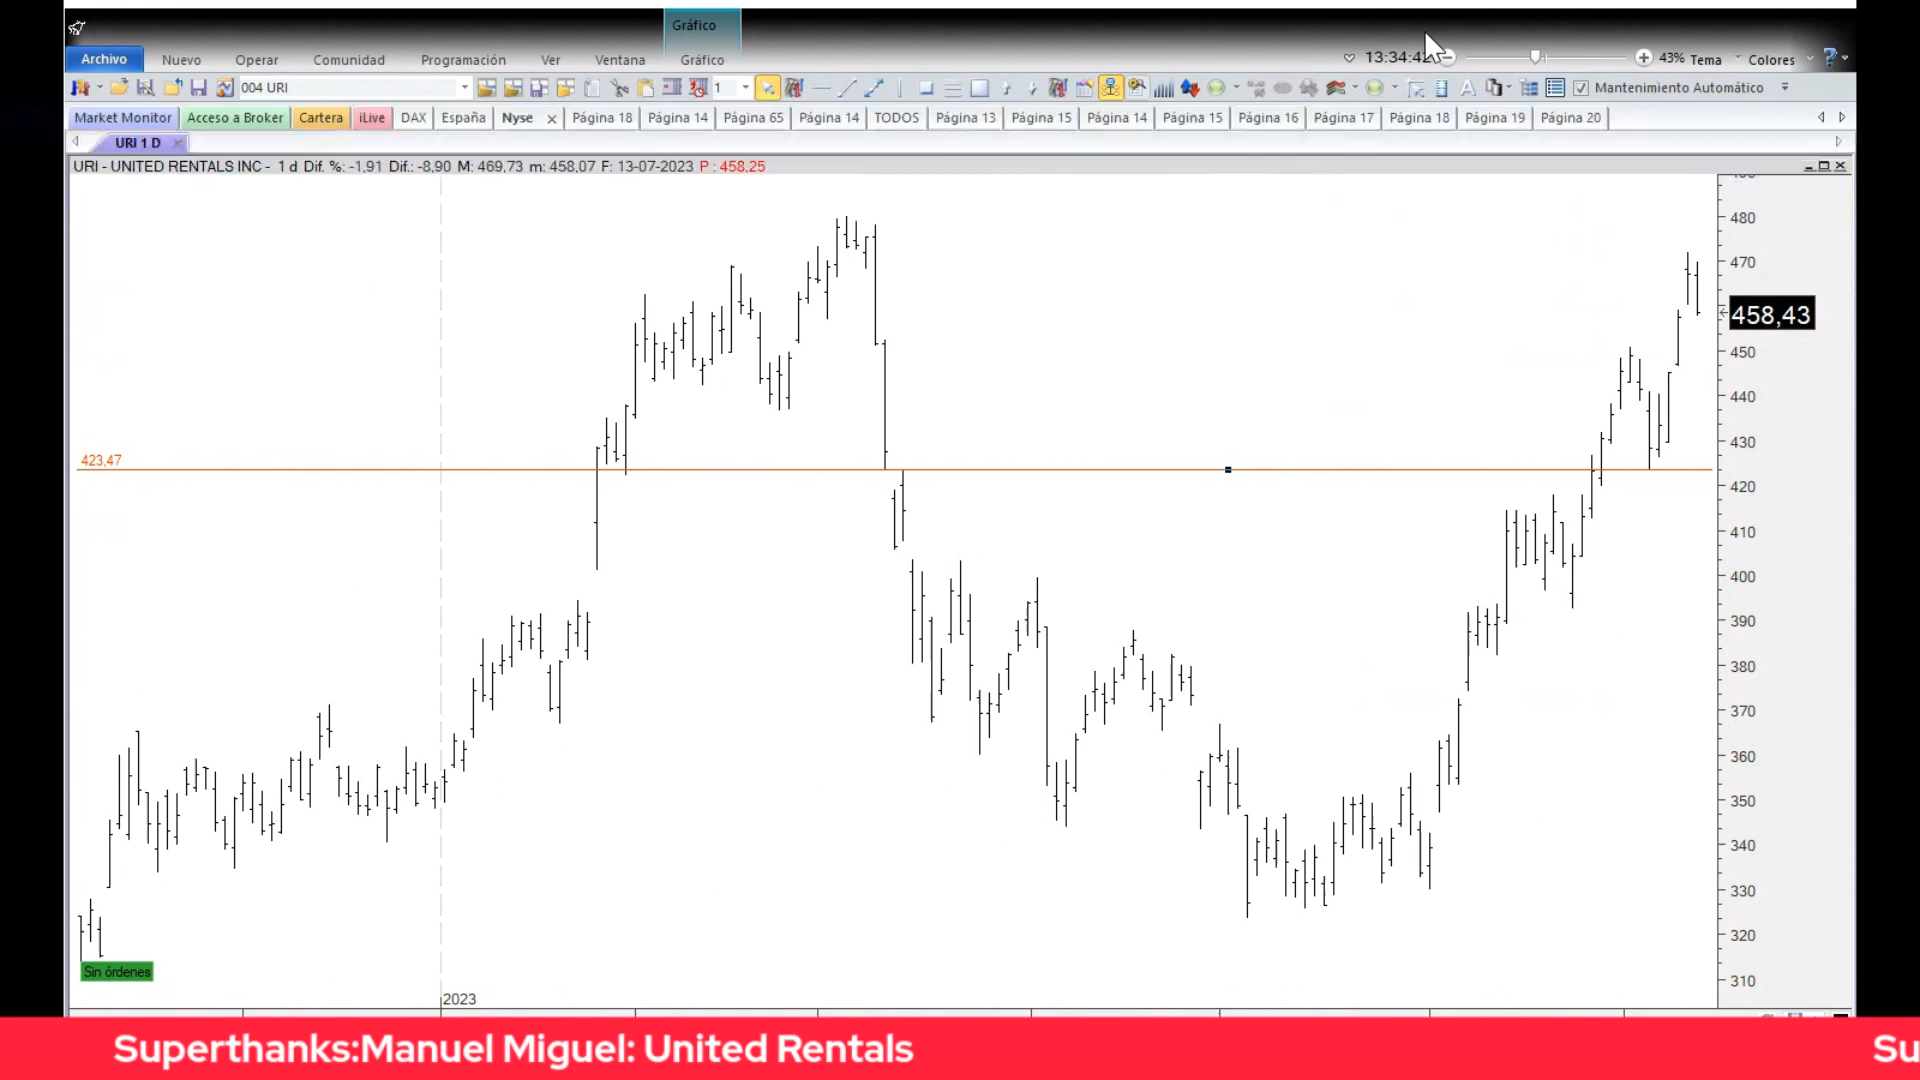 Gráfico
Archivo Nuevo Operar Comunidad Programación Ver Ventana Gráfico 13:34:42 43% Tema Colores
004 URI 1 A Mantenimiento Automático
Market Monitor Acceso a Broker Cartera iLive DAX España Nyse Página 18 Página 14 Página 65 Página 14 TODOS Página 13 Página 15 Página 14 Página 15 Página 16 Página 17 Página 18 Página 19 Página 20
URI 1 D
URI - UNITED RENTALS INC - 1 d Dif. %: -1,91 Dif.: -8,90 M: 469,73 m: 458,07 F: 13-07-2023 P : 458,25
480
470
458,43
450
440
430
423,47
420
410
400
390
380
370
360
350
340
330
320
Sin órdenes
310
2023
Superthanks:Manuel Miguel: United Rentals
Su